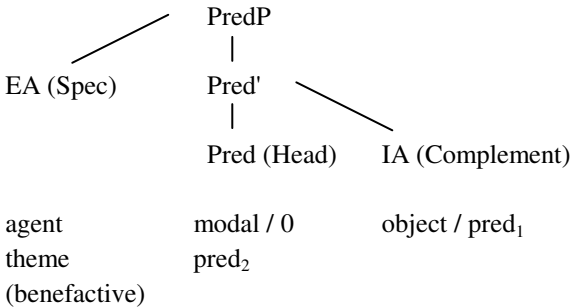 PredP
EA (Spec) Pred'
Pred (Head) IA (Complement)
agent modal / 0 object / pred₁
theme pred₂
(benefactive)